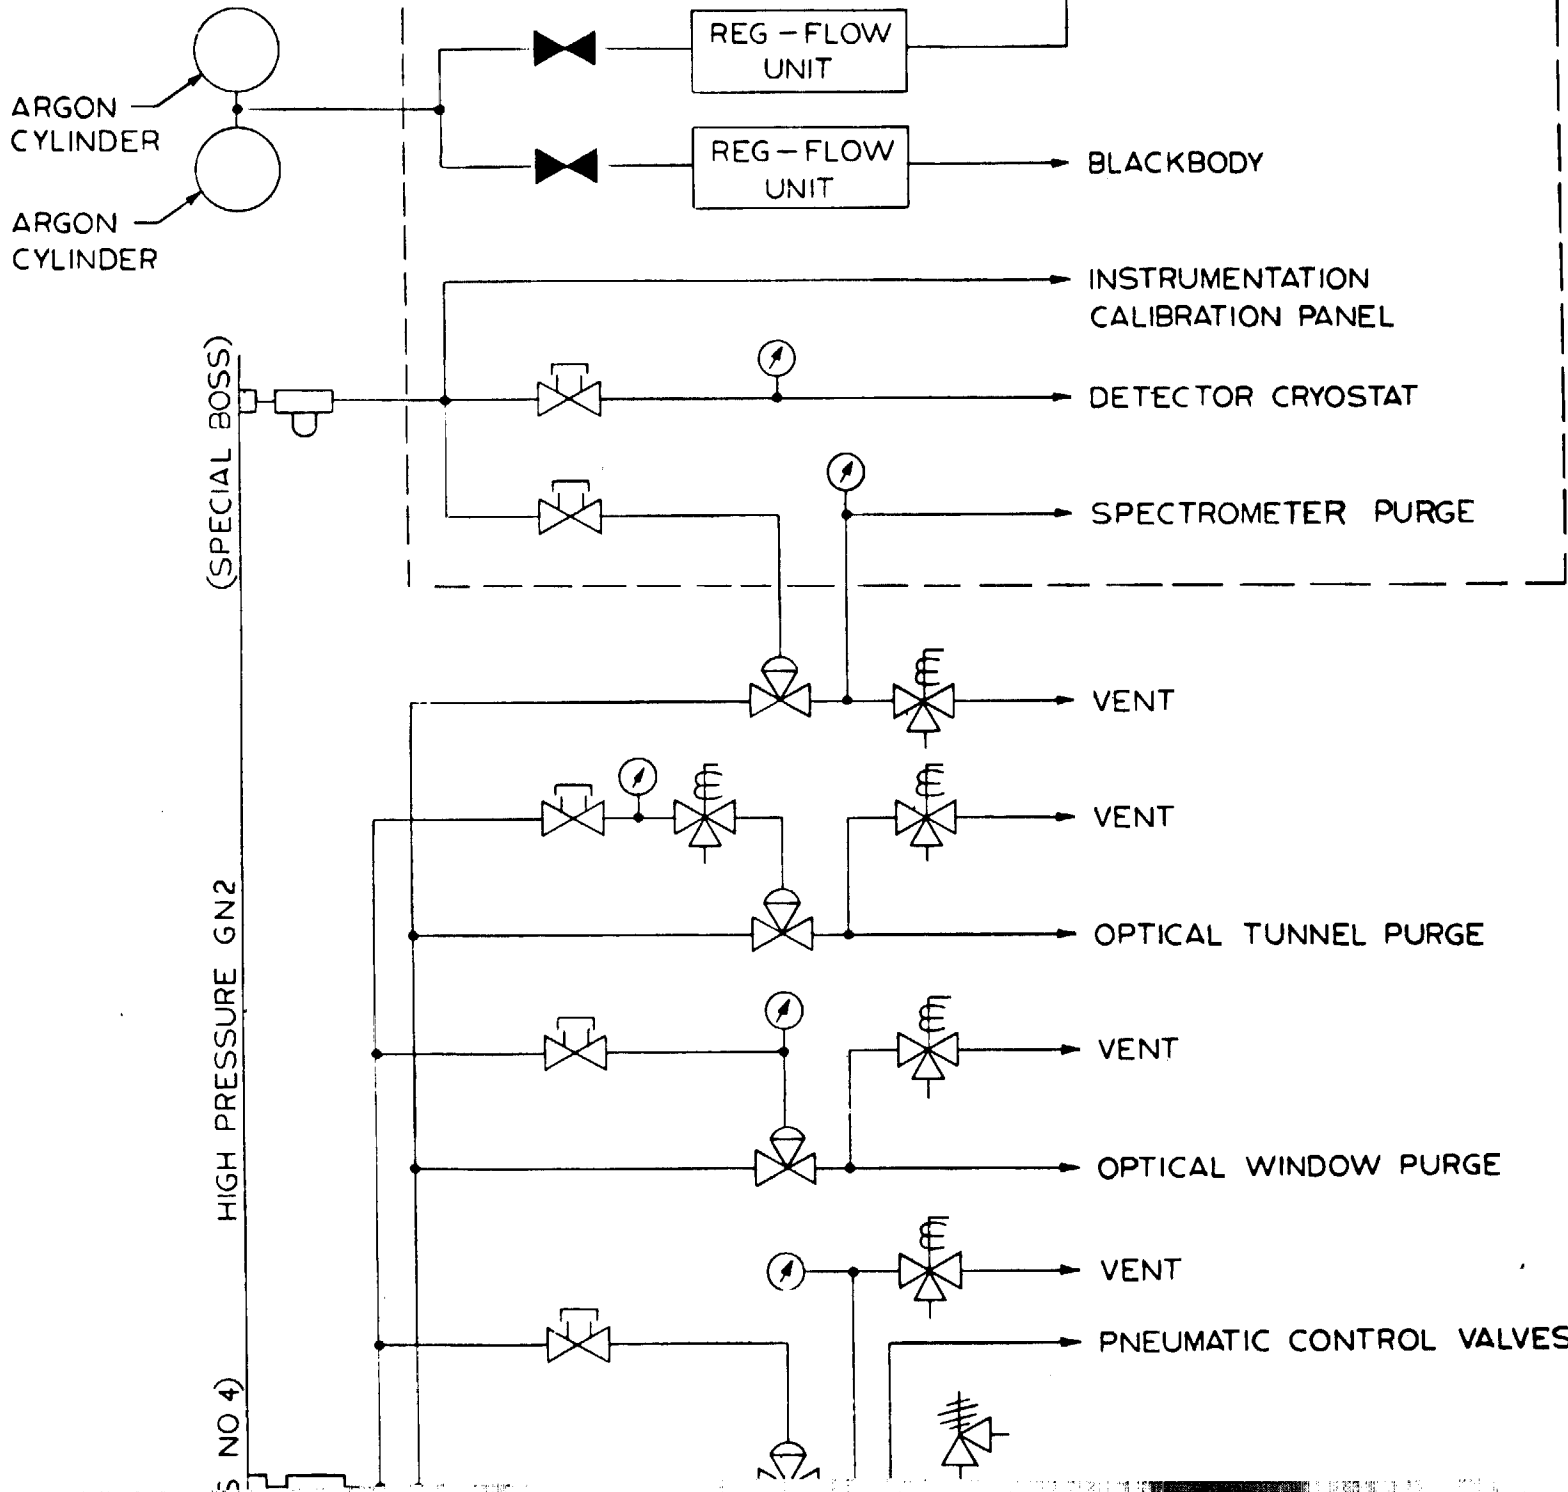 REG-FLOW
UNIT
ARGON
CYLINDER
REG-FLOW
UNIT
BLACKBODY
ARGON
CYLINDER
INSTRUMENTATION
CALIBRATION PANEL
(SPECIAL BOSS)
DETECTOR CRYOSTAT
SPECTROMETER PURGE
VENT
VENT
HIGH PRESSURE GN2
OPTICAL TUNNEL PURGE
VENT
OPTICAL WINDOW PURGE
VENT
PNEUMATIC CONTROL VALVES
S NO 4)